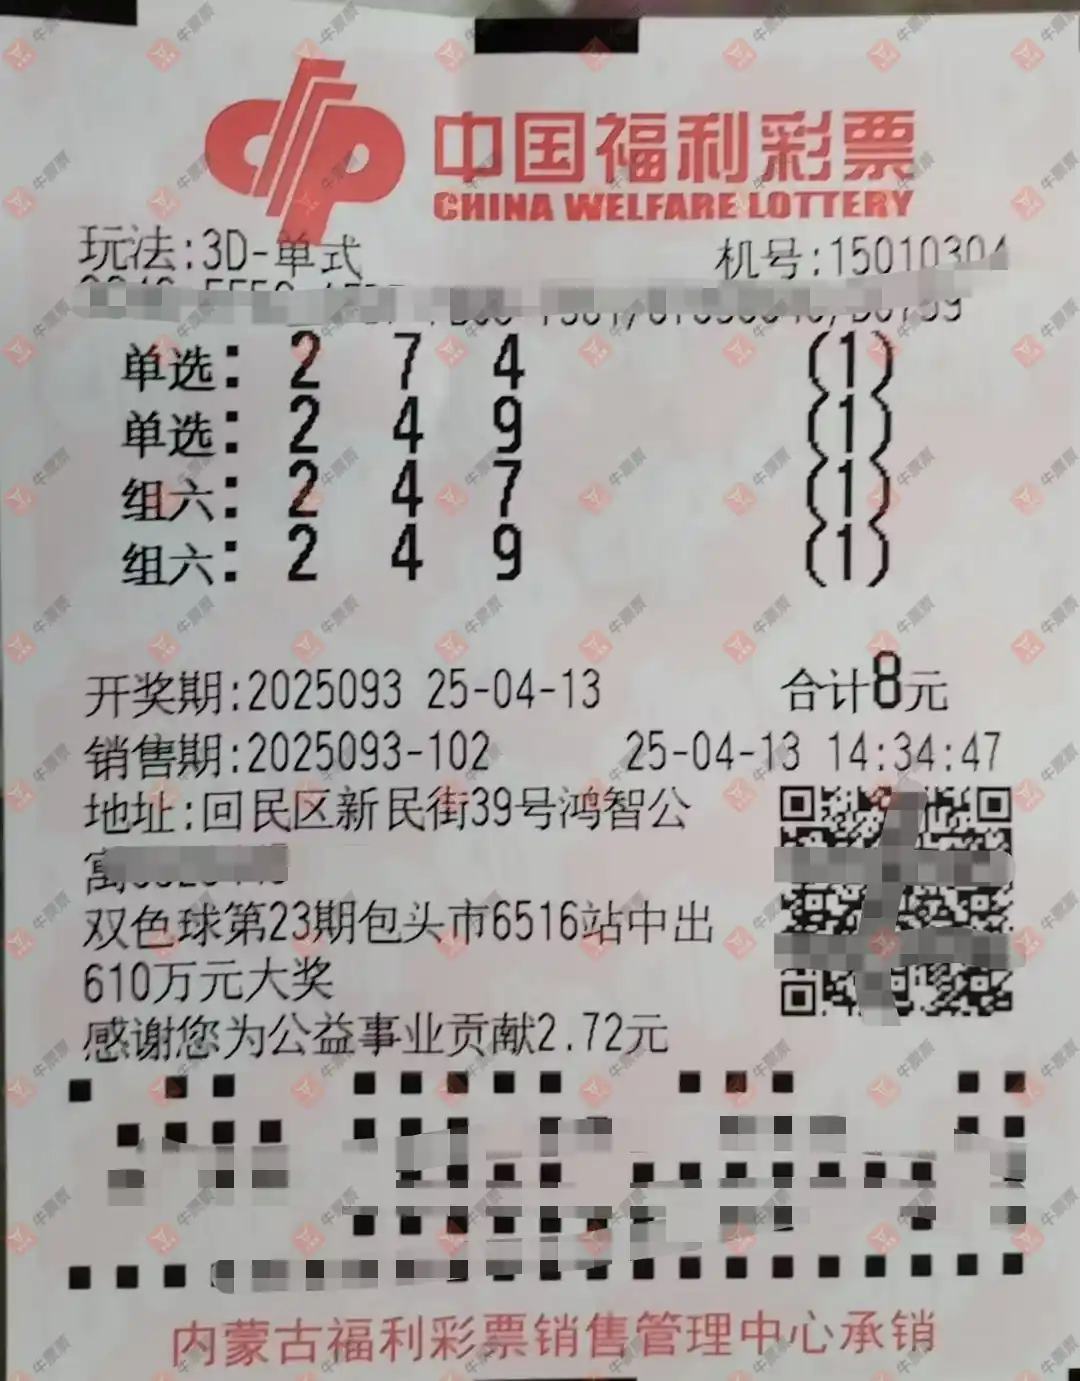 中国福利彩票
CHINA WELFARE LOTTERY
玩法:3D-单式 机号:15010304
单选: 2 7 4 (1)
单选: 2 4 9 (1)
组六: 2 4 7 (1)
组六: 2 4 9 (1)
开奖期:2025093 25-04-13 合计8元
销售期:2025093-102 25-04-13 14:34:47
地址:回民区新民街39号鸿智公
寓
双色球第23期包头市6516站中出
610万元大奖
感谢您为公益事业贡献2.72元
内蒙古福利彩票销售管理中心承销
牛票票